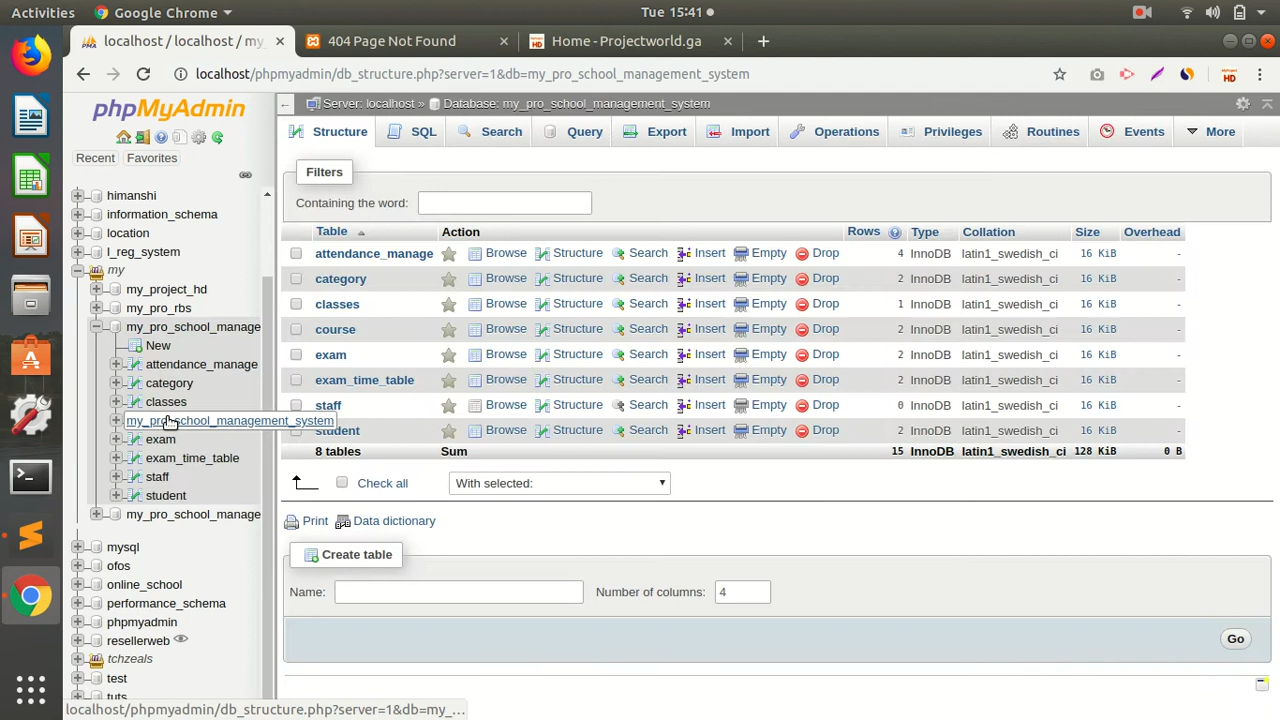 Activities
Google Chrome
Tue 15:41
localhost / localhost / my_
404 Page Not Found
Home - Projectworld.ga
localhost/phpmyadmin/db_structure.php?server=1&db=my_pro_school_management_system
phpMyAdmin
Recent
Favorites
himanshi
information_schema
location
l_reg_system
my
my_project_hd
my_pro_rbs
my_pro_school_manage
New
attendance_manage
category
classes
my_pro_school_management_system
exam
exam_time_table
staff
student
my_pro_school_manage
mysql
ofos
online_school
performance_schema
phpmyadmin
resellerweb
tchzeals
test
tuts
Server: localhost » Database: my_pro_school_management_system
Structure SQL Search Query Export Import Operations Privileges Routines Events More
Filters
Containing the word:
Table Action Rows Type Collation Size Overhead
attendance_manage Browse Structure Search Insert Empty Drop 4 InnoDB latin1_swedish_ci 16 KiB -
category Browse Structure Search Insert Empty Drop 2 InnoDB latin1_swedish_ci 16 KiB -
classes Browse Structure Search Insert Empty Drop 1 InnoDB latin1_swedish_ci 16 KiB -
course Browse Structure Search Insert Empty Drop 2 InnoDB latin1_swedish_ci 16 KiB -
exam Browse Structure Search Insert Empty Drop 2 InnoDB latin1_swedish_ci 16 KiB -
exam_time_table Browse Structure Search Insert Empty Drop 2 InnoDB latin1_swedish_ci 16 KiB -
staff Browse Structure Search Insert Empty Drop 0 InnoDB latin1_swedish_ci 16 KiB -
student Browse Structure Search Insert Empty Drop 2 InnoDB latin1_swedish_ci 16 KiB -
8 tables Sum 15 InnoDB latin1_swedish_ci 128 KiB 0 B
Check all With selected:
Print Data dictionary
Create table
Name: Number of columns: 4
Go
localhost/phpmyadmin/db_structure.php?server=1&db=my_...